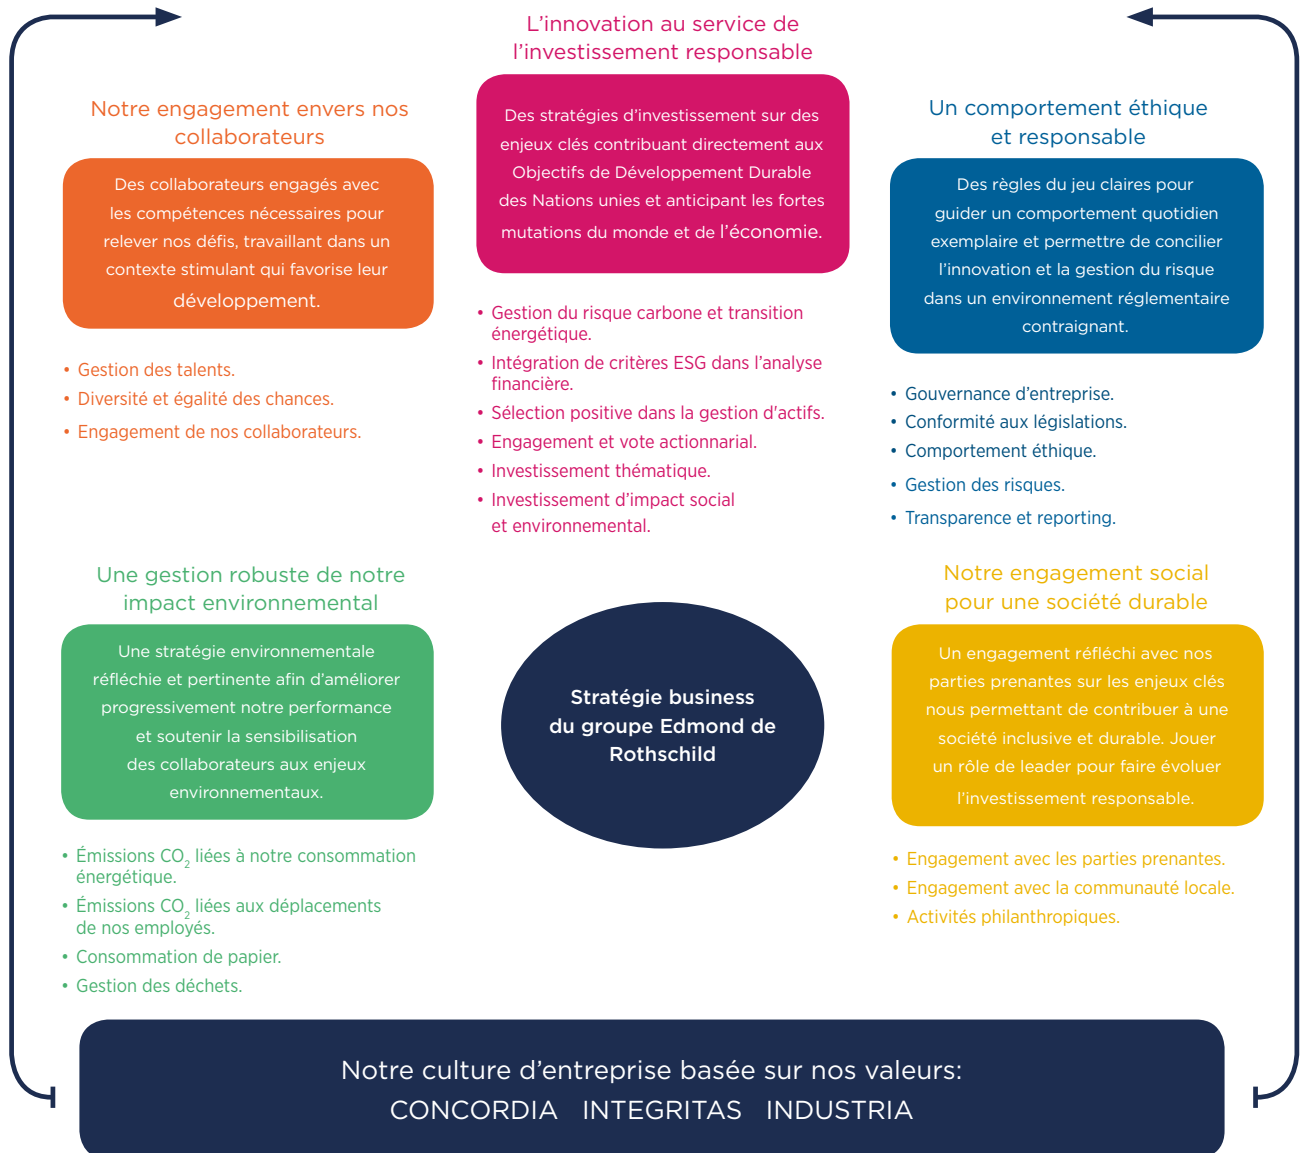 L’innovation au service de
l’investissement responsable
Des stratégies d’investissement sur des
enjeux clés contribuant directement aux
Objectifs de Développement Durable
des Nations unies et anticipant les fortes
mutations du monde et de l’économie.
• Gestion du risque carbone et transition
énergétique.
• Intégration de critères ESG dans l’analyse
financière.
• Sélection positive dans la gestion d'actifs.
• Engagement et vote actionnarial.
• Investissement thématique.
• Investissement d’impact social
et environnemental.
Notre engagement envers nos
collaborateurs
Des collaborateurs engagés avec
les compétences nécessaires pour
relever nos défis, travaillant dans un
contexte stimulant qui favorise leur
développement.
• Gestion des talents.
• Diversité et égalité des chances.
• Engagement de nos collaborateurs.
Un comportement éthique
et responsable
Des règles du jeu claires pour
guider un comportement quotidien
exemplaire et permettre de concilier
l’innovation et la gestion du risque
dans un environnement réglementaire
contraignant.
• Gouvernance d’entreprise.
• Conformité aux législations.
• Comportement éthique.
• Gestion des risques.
• Transparence et reporting.
Une gestion robuste de notre
impact environnemental
Une stratégie environnementale
réfléchie et pertinente afin d’améliorer
progressivement notre performance
et soutenir la sensibilisation
des collaborateurs aux enjeux
environnementaux.
• Émissions CO₂ liées à notre consommation
énergétique.
• Émissions CO₂ liées aux déplacements
de nos employés.
• Consommation de papier.
• Gestion des déchets.
Stratégie business
du groupe Edmond de
Rothschild
Notre engagement social
pour une société durable
Un engagement réfléchi avec nos
parties prenantes sur les enjeux clés
nous permettant de contribuer à une
société inclusive et durable. Jouer
un rôle de leader pour faire évoluer
l’investissement responsable.
• Engagement avec les parties prenantes.
• Engagement avec la communauté locale.
• Activités philanthropiques.
Notre culture d’entreprise basée sur nos valeurs:
CONCORDIA INTEGRITAS INDUSTRIA